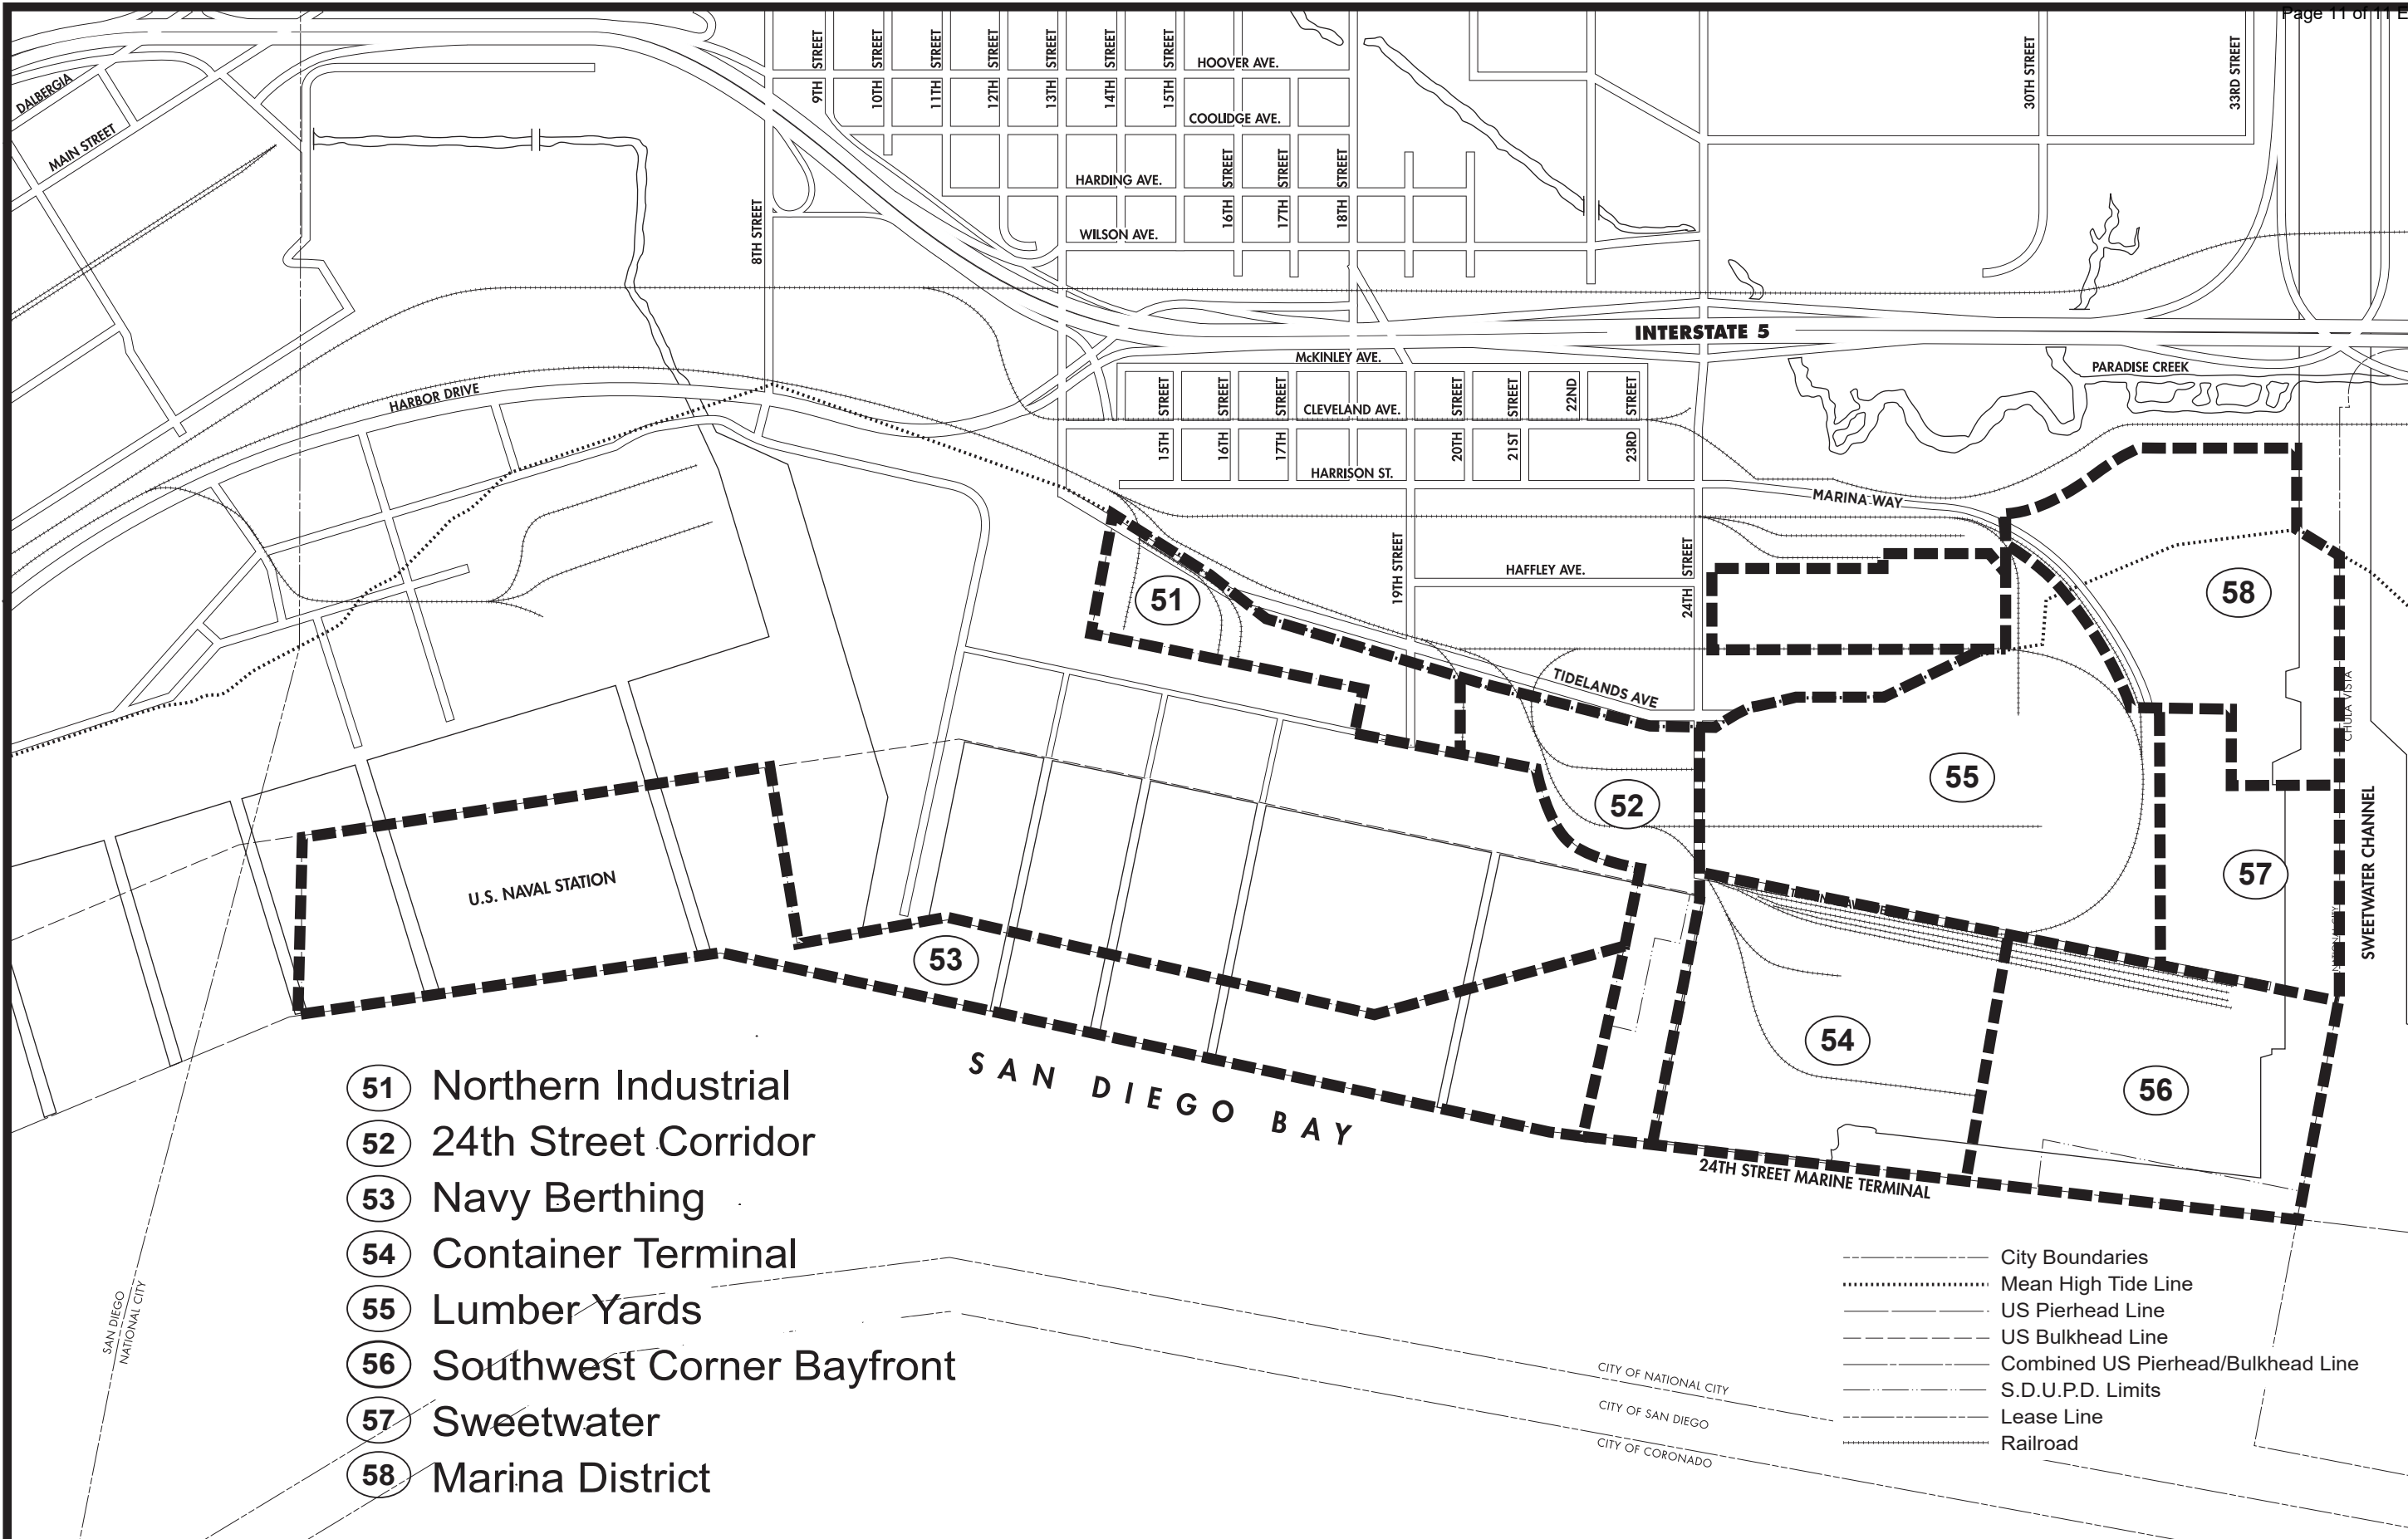 Page 11 of 11 E
DALBERGIA
MAIN STREET
9TH STREET
10TH STREET
11TH STREET
12TH STREET
13TH STREET
14TH STREET
15TH STREET
HOOVER AVE.
COOLIDGE AVE.
HARDING AVE.
WILSON AVE.
16TH STREET
17TH STREET
18TH STREET
30TH STREET
33RD STREET
8TH STREET
INTERSTATE 5
McKINLEY AVE.
PARADISE CREEK
HARBOR DRIVE
CLEVELAND AVE.
15TH STREET
16TH STREET
17TH STREET
20TH STREET
21ST STREET
22ND
23RD STREET
HARRISON ST.
MARINA WAY
19TH STREET
24TH STREET
HAFFLEY AVE.
TIDELANDS AVE
51
58
52
55
57
53
54
56
CHULA VISTA
NATIONAL CITY
SWEETWATER CHANNEL
U.S. NAVAL STATION
SAN DIEGO BAY
24TH STREET MARINE TERMINAL
51 Northern Industrial
52 24th Street Corridor
53 Navy Berthing
54 Container Terminal
55 Lumber Yards
56 Southwest Corner Bayfront
57 Sweetwater
58 Marina District
SAN DIEGO
NATIONAL CITY
CITY OF NATIONAL CITY
CITY OF SAN DIEGO
CITY OF CORONADO
City Boundaries
Mean High Tide Line
US Pierhead Line
US Bulkhead Line
Combined US Pierhead/Bulkhead Line
S.D.U.P.D. Limits
Lease Line
Railroad